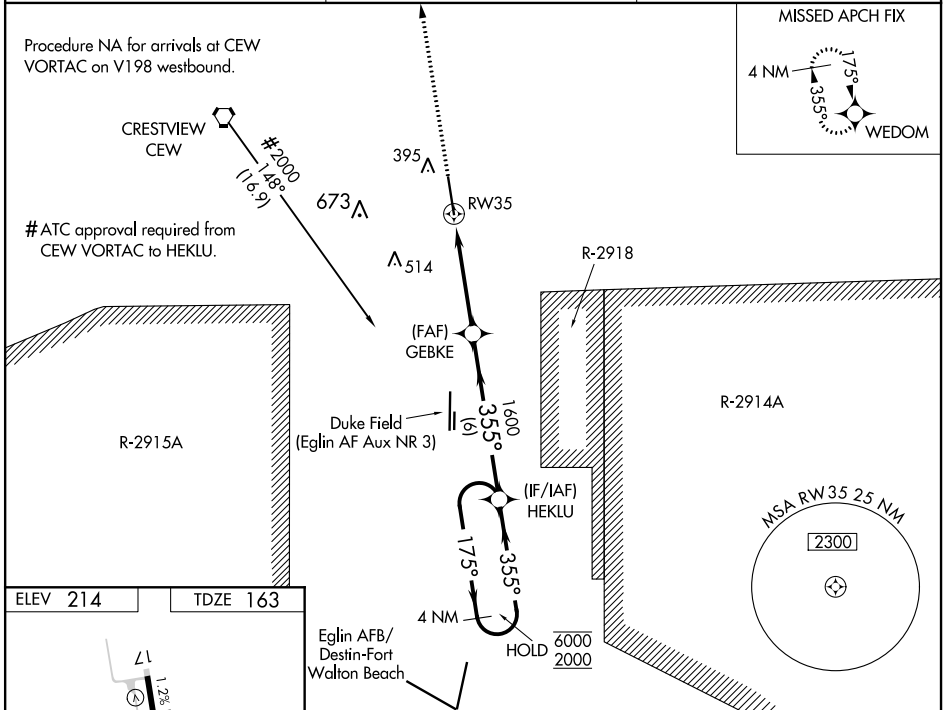 Procedure NA for arrivals at CEW
VORTAC on V198 westbound.
MISSED APCH FIX
4 NM
175°
355°
WEDOM
CRESTVIEW
CEW
#2000
148°
(16.9)
395
673
RW35
514
#ATC approval required from
CEW VORTAC to HEKLU.
R-2918
(FAF)
GEBKE
1600
355°
(6)
Duke Field
(Eglin AF Aux NR 3)
R-2915A
R-2914A
(IF/IAF)
HEKLU
175°
355°
4 NM
HOLD
6000
2000
MSA RW35 25 NM
2300
ELEV 214
TDZE 163
Eglin AFB/
Destin-Fort
Walton Beach
17
1.2%